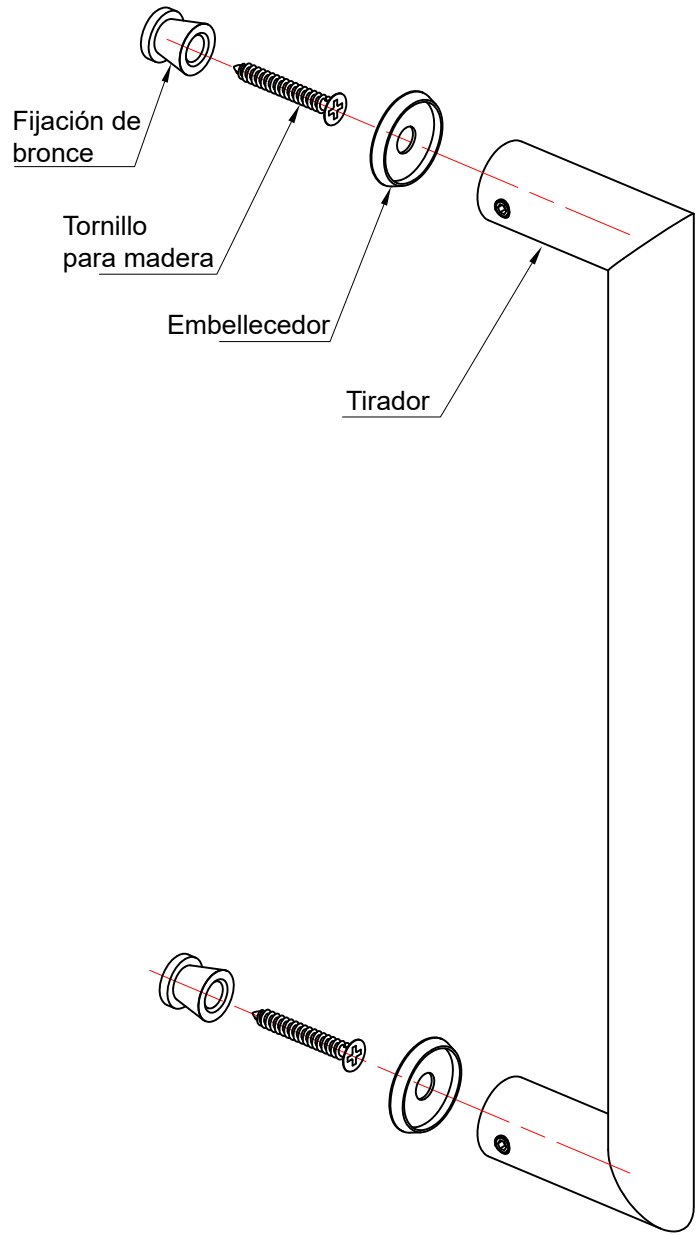 Fijación de
bronce
Tornillo
para madera
Embellecedor
Tirador